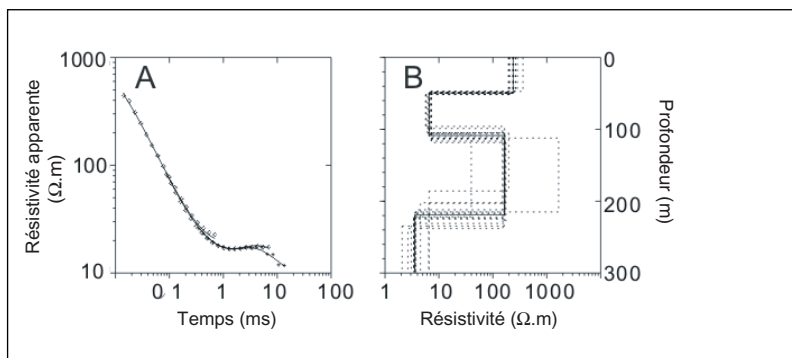 A
B
1000
100
10
Résistivité apparente
(Ω.m)
0,1
1
10
100
Temps (ms)
1
10
100
1000
Résistivité (Ω.m)
0
100
200
300
Profondeur (m)